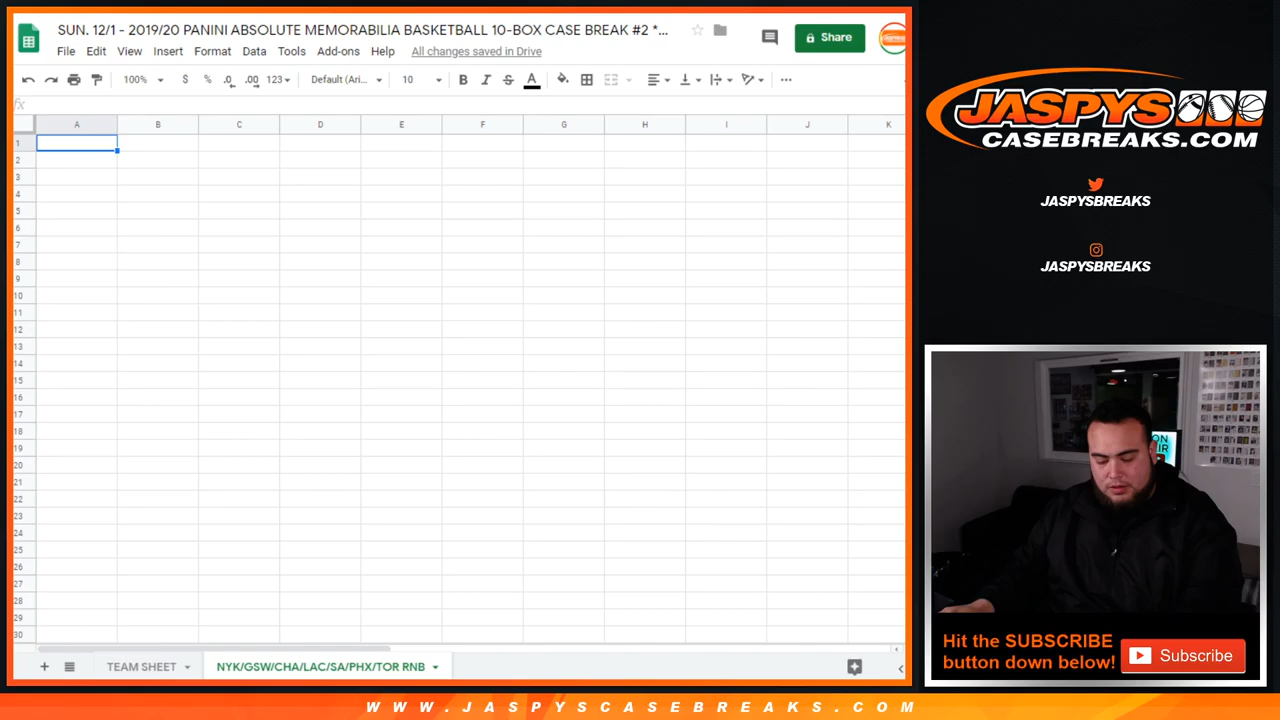 SUN. 12/1 - 2019/20 PANINI ABSOLUTE MEMORABILIA BASKETBALL 10-BOX CASE BREAK #2 *...
Share
File Edit View Insert Format Data Tools Add-ons Help All changes saved in Drive
100% $ % .0 .00 123 Default (Ari... 10 B I S A
fx
A B C D E F G H I J K
1
2
3
4
5
6
7
8
9
10
11
12
13
14
15
16
17
18
19
20
21
22
23
24
25
26
27
28
29
30
TEAM SHEET NYK/GSW/CHA/LAC/SA/PHX/TOR RNB
JASPYS
CASEBREAKS.COM
JASPYSBREAKS
JASPYSBREAKS
ON
AIR
Hit the SUBSCRIBE
button down below!
Subscribe
WWW.JASPYSCASEBREAKS.COM